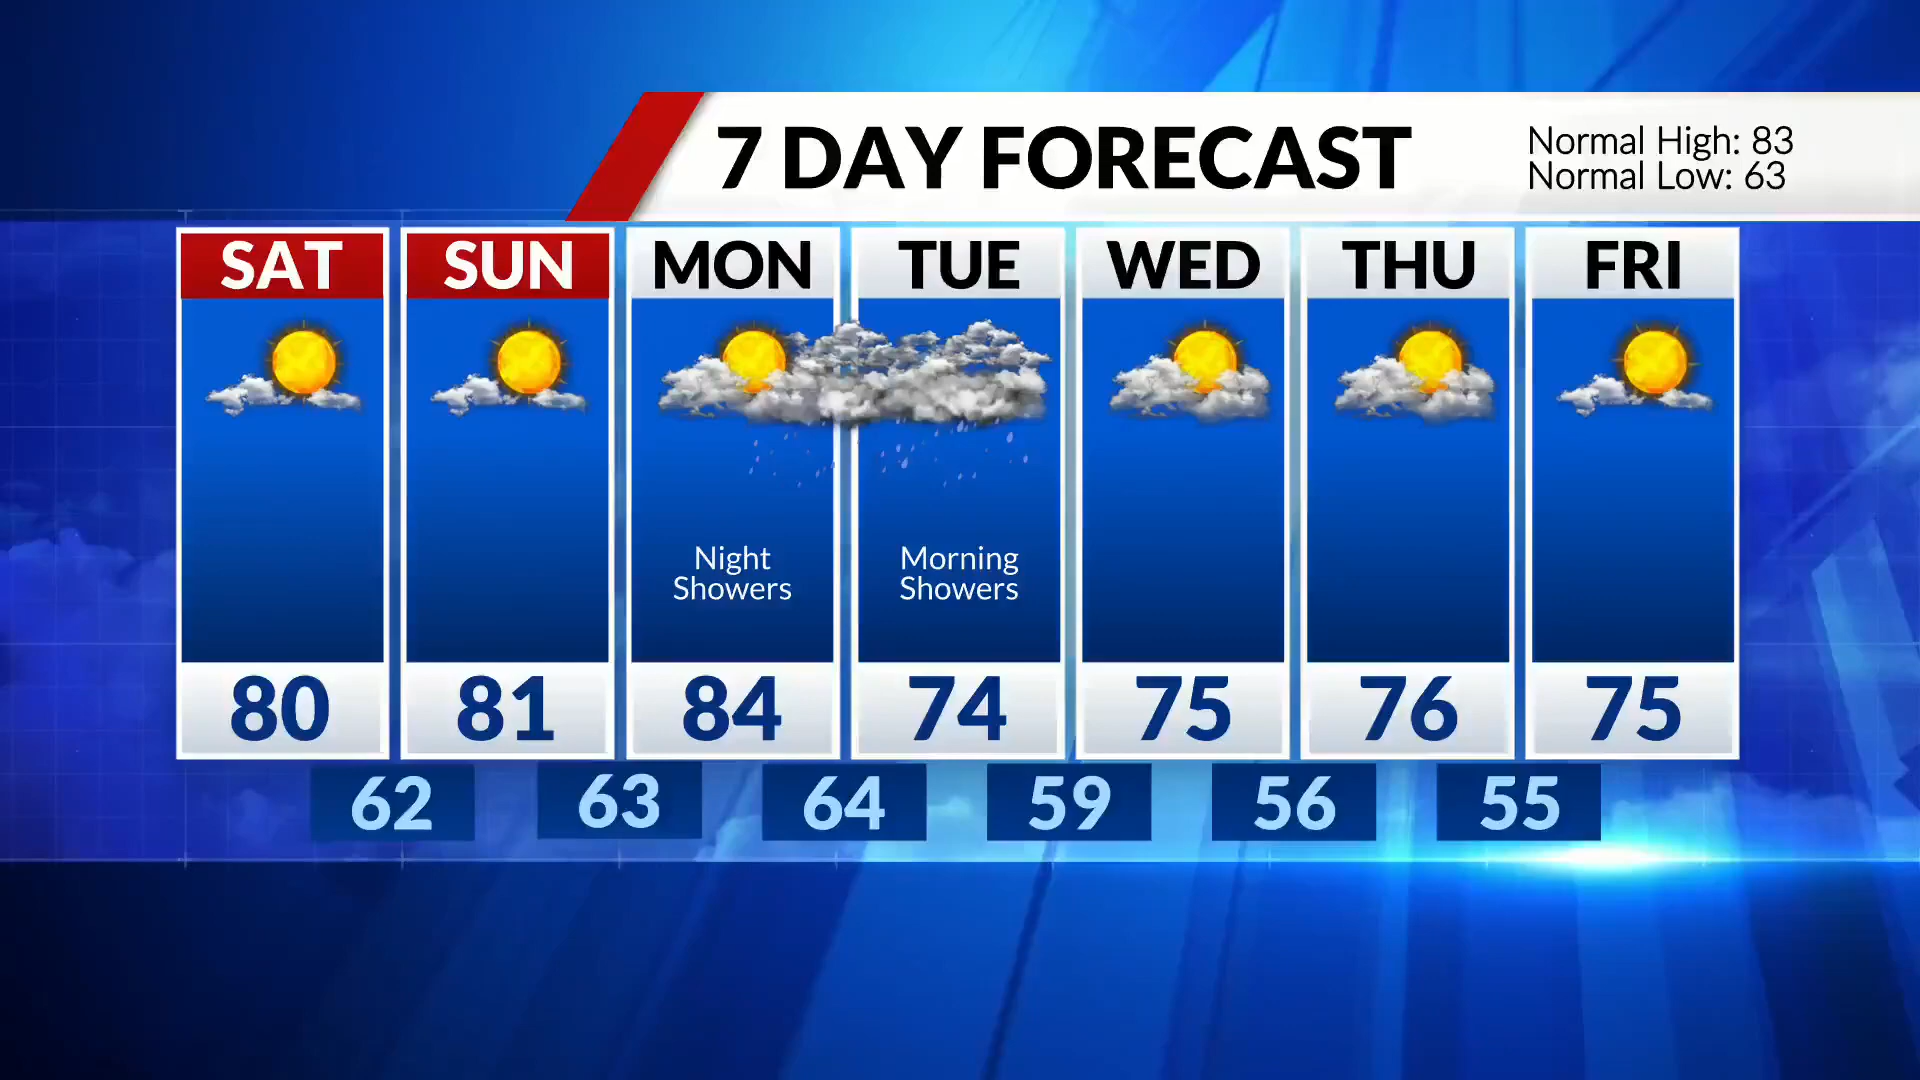 7 DAY FORECAST
Normal High: 83
Normal Low: 63
SAT
SUN
MON
TUE
WED
THU
FRI
Night
Showers
Morning
Showers
80
81
84
74
75
76
75
62
63
64
59
56
55